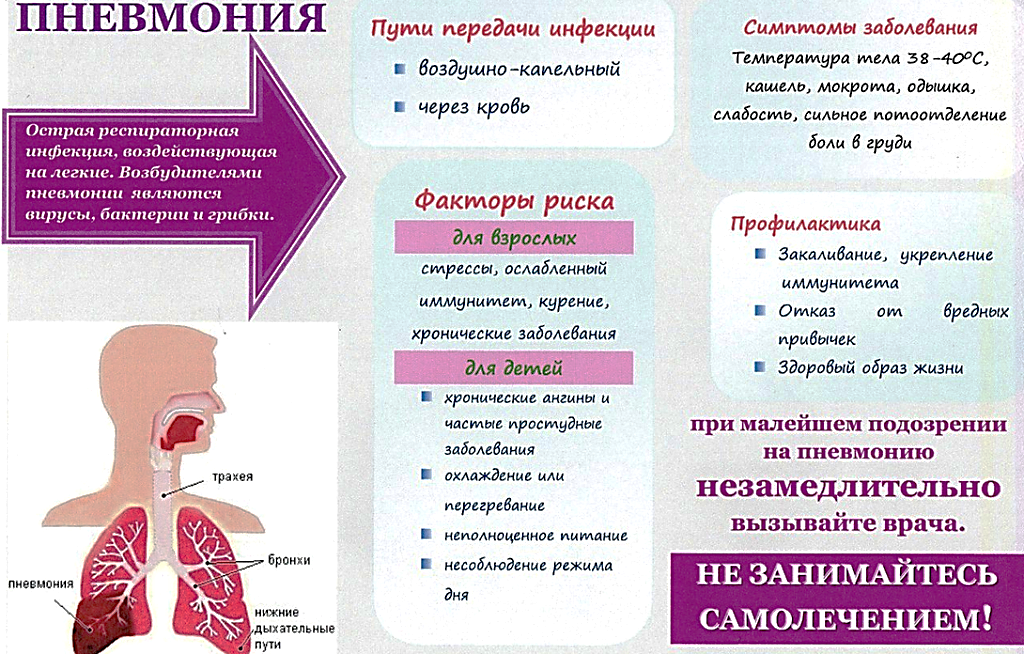 ПНЕВМОНИЯ
Острая респираторная
инфекция, воздействующая
на легкие. Возбудителями
пневмонии являются
вирусы, бактерии и грибки.
трахея
бронхи
пневмония
нижние
дыхательные
пути
Пути передачи инфекции
воздушно-капельный
через кровь
Факторы риска
для взрослых
стрессы, ослабленный
иммунитет, курение,
хронические заболевания
для детей
хронические ангины и
частые простудные
заболевания
охлаждение или
перегревание
неполноценное питание
несоблюдение режима
дня
Симптомы заболевания
Температура тела 38-40ºС,
кашель, мокрота, одышка,
слабость, сильное потоотделение
боли в груди
Профилактика
Закаливание, укрепление
иммунитета
Отказ от вредных
привычек
Здоровый образ жизни
при малейшем подозрении
на пневмонию
незамедлительно
вызывайте врача.
НЕ ЗАНИМАЙТЕСЬ
САМОЛЕЧЕНИЕМ!